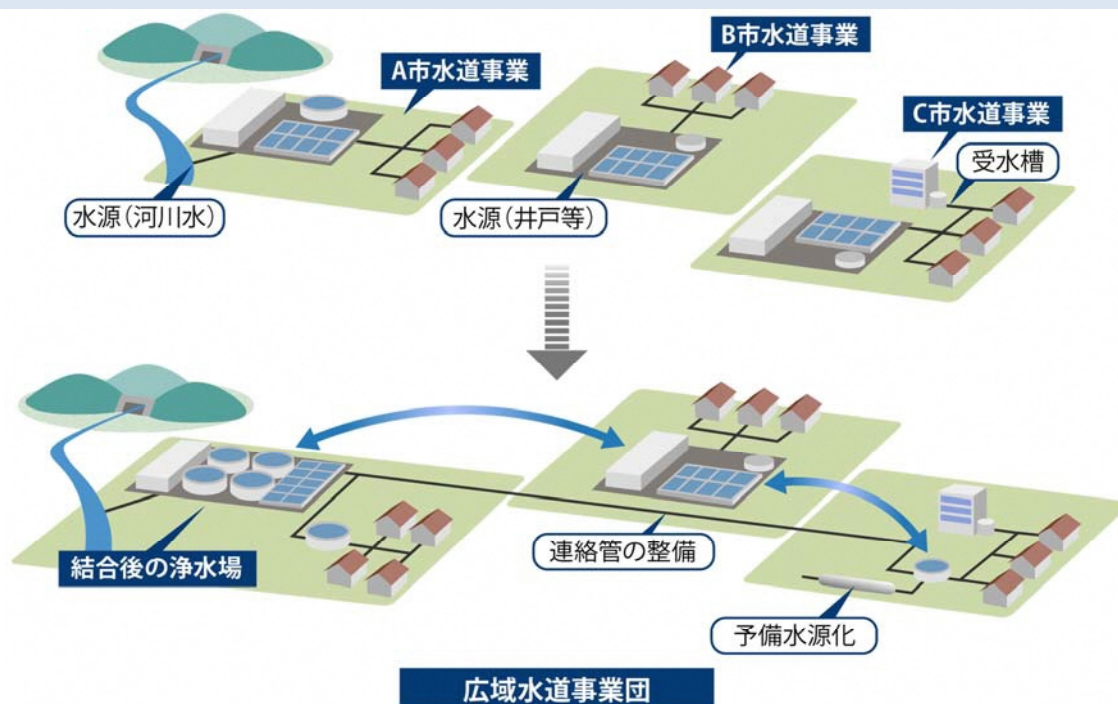 B市水道事業
A市水道事業
C市水道事業
受水槽
水源(河川水)
水源(井戸等)
結合後の浄水場
連絡管の整備
予備水源化
広域水道事業団